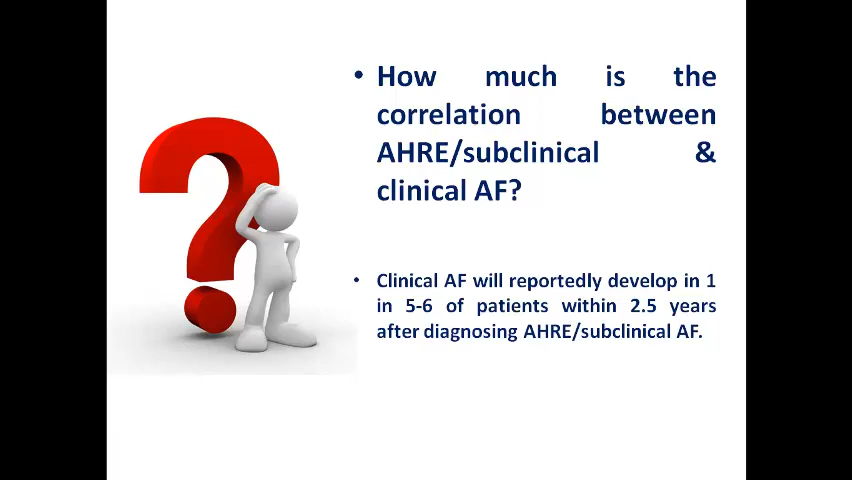 • How much is the
correlation between
AHRE/subclinical &
clinical AF?
• Clinical AF will reportedly develop in 1
in 5-6 of patients within 2.5 years
after diagnosing AHRE/subclinical AF.